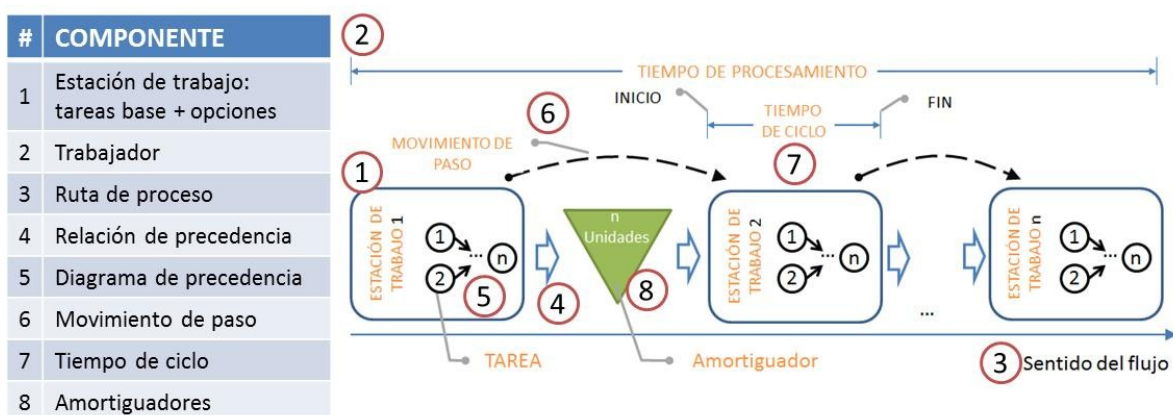 # COMPONENTE
1 Estación de trabajo:
tareas base + opciones
2 Trabajador
3 Ruta de proceso
4 Relación de precedencia
5 Diagrama de precedencia
6 Movimiento de paso
7 Tiempo de ciclo
8 Amortiguadores
2
TIEMPO DE PROCESAMIENTO
INICIO
TIEMPO
DE CICLO
FIN
6
MOVIMIENTO DE
PASO
7
1
ESTACIÓN DE
TRABAJO 1
1
2
...
n
5
4
n
Unidades
8
ESTACIÓN DE
TRABAJO 2
1
2
...
n
...
ESTACIÓN DE
TRABAJO n
1
2
...
n
TAREA
Amortiguador
3 Sentido del flujo